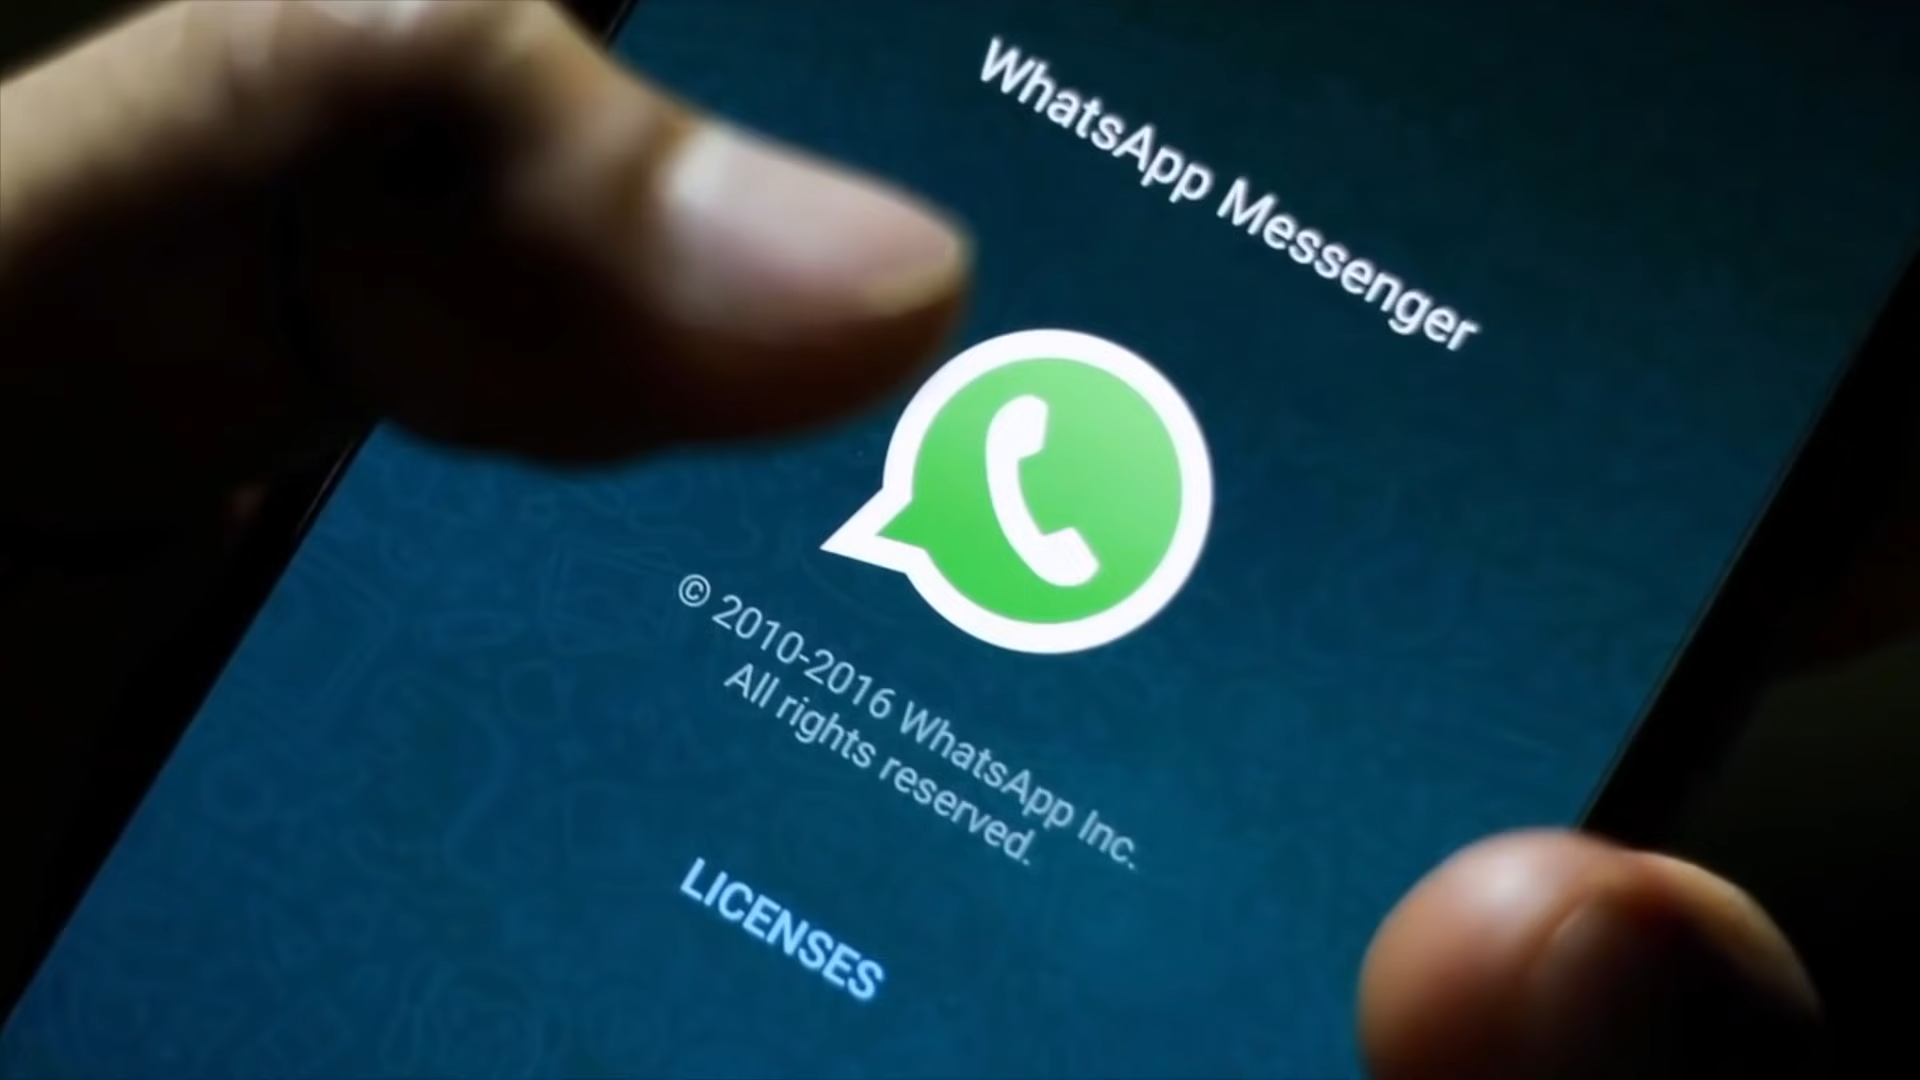 WhatsApp Messenger
© 2010-2016 WhatsApp Inc.
All rights reserved.
LICENSES